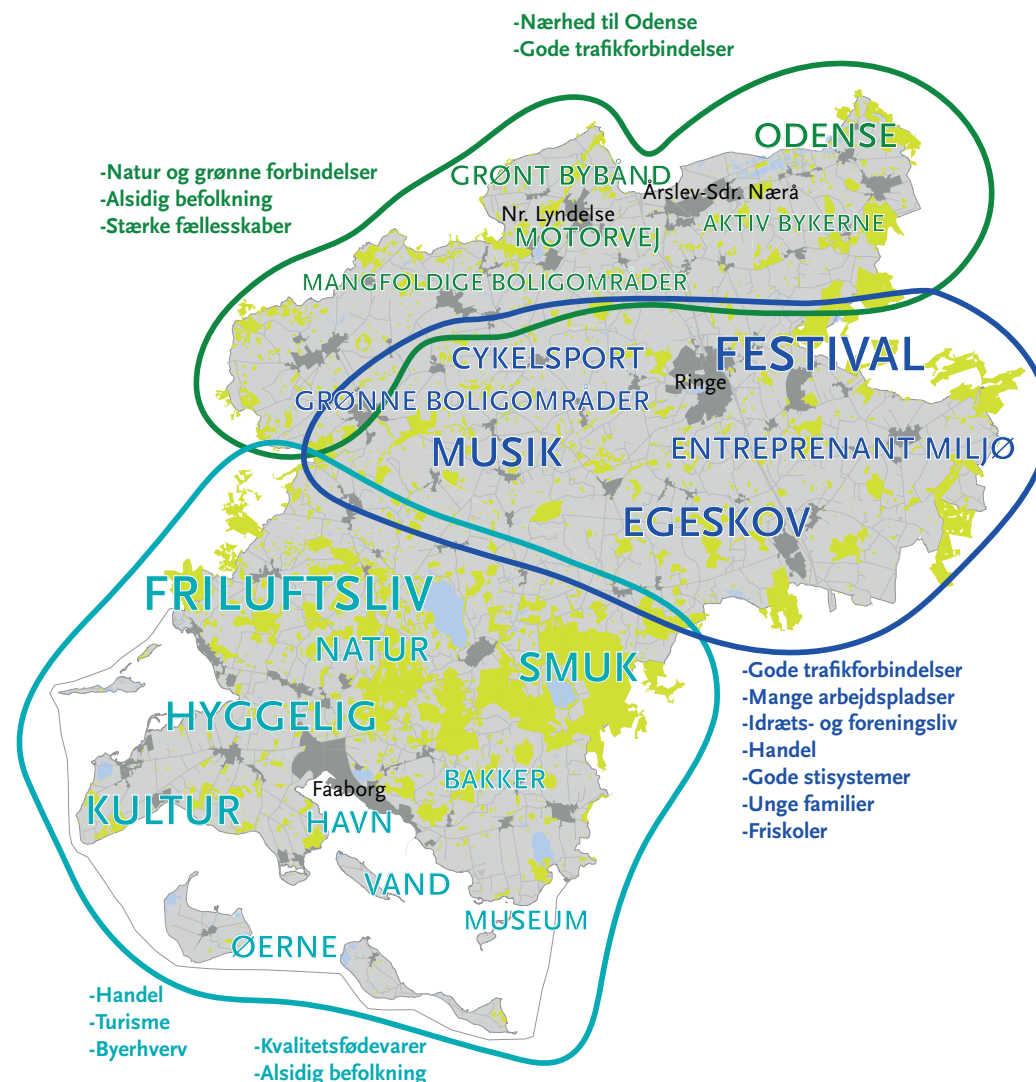 -Nærhed til Odense
-Gode trafikforbindelser
ODENSE
-Natur og grønne forbindelser
-Alsidig befolkning
-Stærke fællesskaber
GRØNT BYBÅND
Årslev-Sdr. Nærå
Nr. Lyndelse
AKTIV BYKERNE
MOTORVEJ
MANGFOLDIGE BOLIGOMRÅDER
FESTIVAL
CYKELSPORT
Ringe
GRØNNE BOLIGOMRÅDER
MUSIK
ENTREPRENANT MILJØ
EGESKOV
FRILUFTSLIV
NATUR
SMUK
-Gode trafikforbindelser
-Mange arbejdspladser
-Idræts- og foreningsliv
-Handel
-Gode stisystemer
-Unge familier
-Friskoler
HYGGELIG
BAKKER
Faaborg
KULTUR
HAVN
VAND
MUSEUM
ØERNE
-Handel
-Turisme
-Byerhverv
-Kvalitetsfødevarer
-Alsidig befolkning